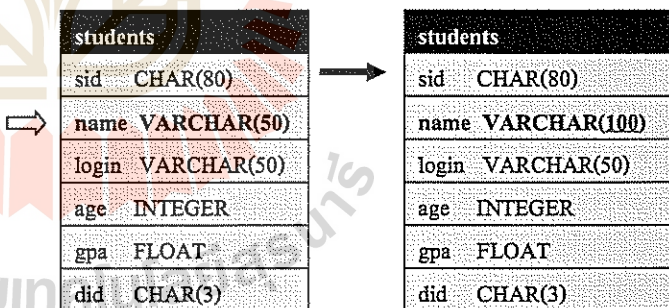 students
sid CHAR(80)
name VARCHAR(50)
login VARCHAR(50)
age INTEGER
gpa FLOAT
did CHAR(3)
students
sid CHAR(80)
name VARCHAR(100)
login VARCHAR(50)
age INTEGER
gpa FLOAT
did CHAR(3)